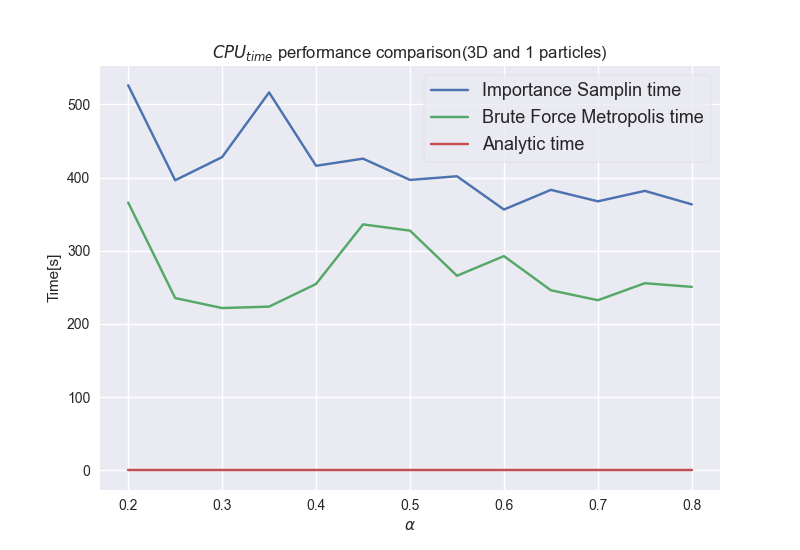 CPU_time performance comparison(3D and 1 particles)
Importance Samplin time
Brute Force Metropolis time
Analytic time
Time[s]
500
400
300
200
100
0
0.2 0.3 0.4 0.5 0.6 0.7 0.8
α